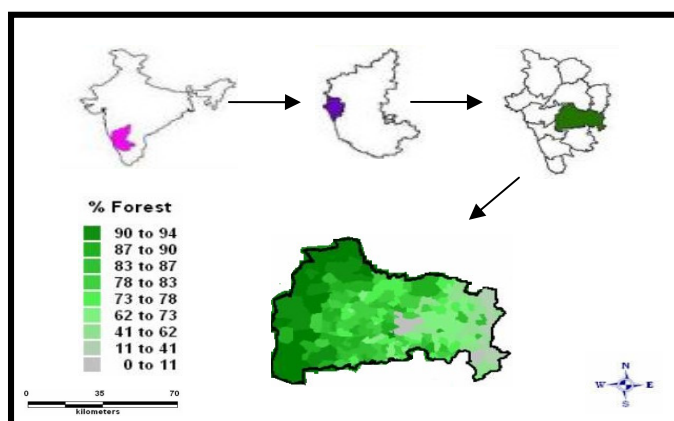 % Forest
90 to 94
87 to 90
83 to 87
78 to 83
73 to 78
62 to 73
41 to 62
11 to 41
0 to 11
0 35 70
kilometers
N
W E
S